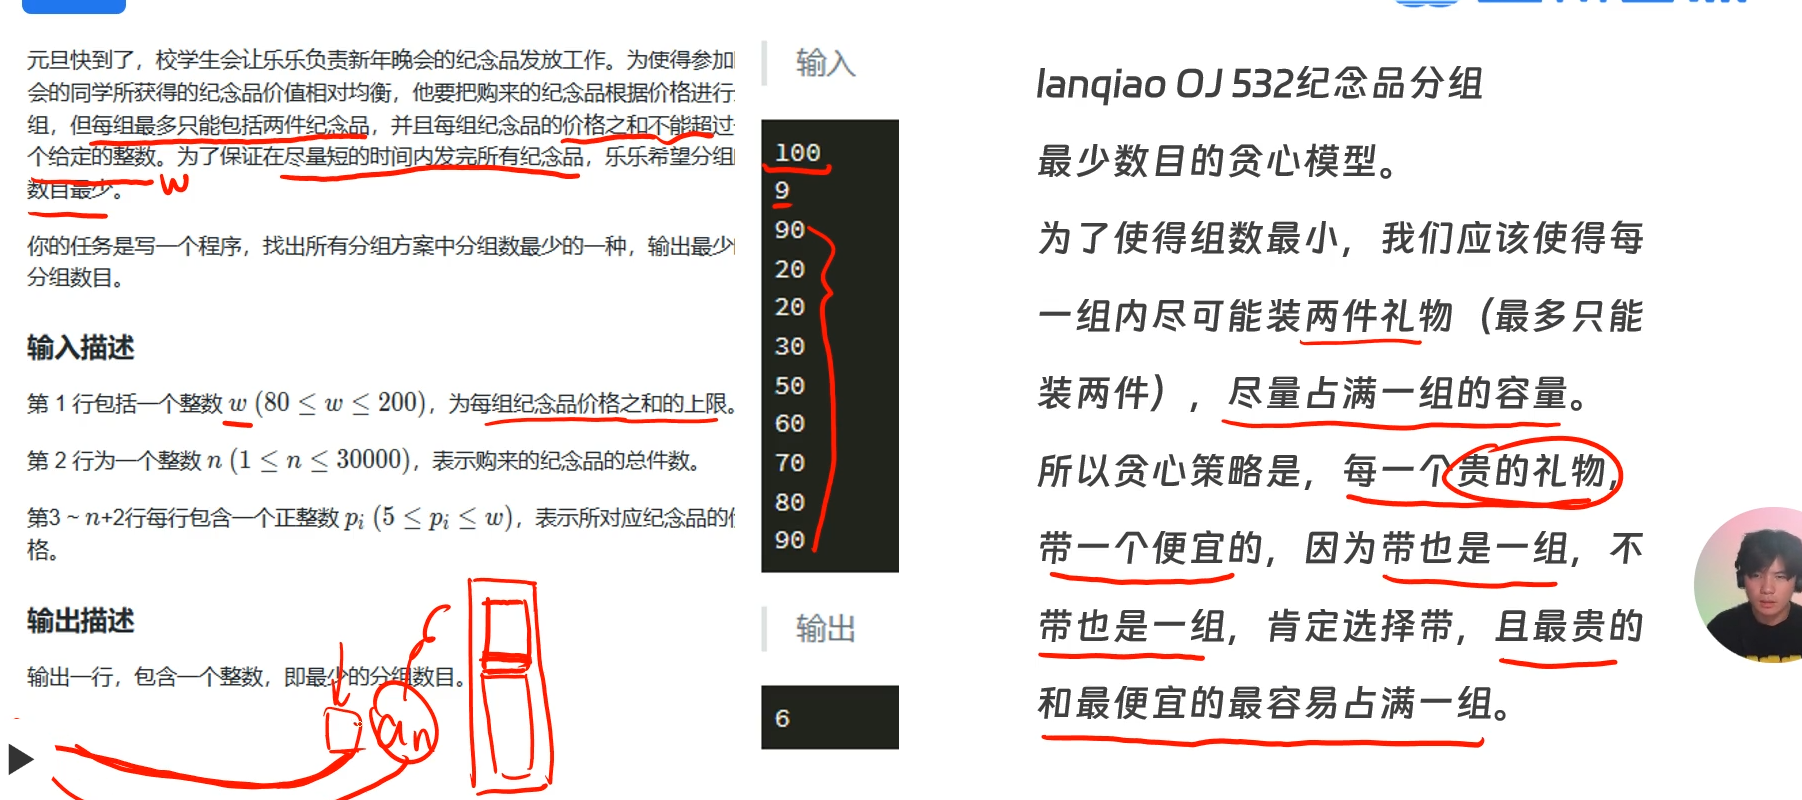 元旦快到了，校学生会让乐乐负责新年晚会的纪念品发放工作。为使得参加
会的同学所获得的纪念品价值相对均衡，他要把购来的纪念品根据价格进行
组，但每组最多只能包括两件纪念品，并且每组纪念品的价格之和不能超过
个给定的整数。为了保证在尽量短的时间内发完所有纪念品，乐乐希望分组
数目最少。
w
你的任务是写一个程序，找出所有分组方案中分组数最少的一种，输出最少
分组数目。
输入描述
第 1 行包括一个整数 w (80 ≤ w ≤ 200)，为每组纪念品价格之和的上限。
第 2 行为一个整数 n (1 ≤ n ≤ 30000)，表示购来的纪念品的总件数。
第3 ~ n+2行每行包含一个正整数 pᵢ (5 ≤ pᵢ ≤ w)，表示所对应纪念品的
格。
输出描述
输出一行，包含一个整数，即最少的分组数目。
an
输入
100
9
90
20
20
30
50
60
70
80
90
输出
6
lanqiao OJ 532纪念品分组
最少数目的贪心模型。
为了使得组数最小，我们应该使得每
一组内尽可能装两件礼物（最多只能
装两件），尽量占满一组的容量。
所以贪心策略是，每一个贵的礼物，
带一个便宜的，因为带也是一组，不
带也是一组，肯定选择带，且最贵的
和最便宜的最容易占满一组。